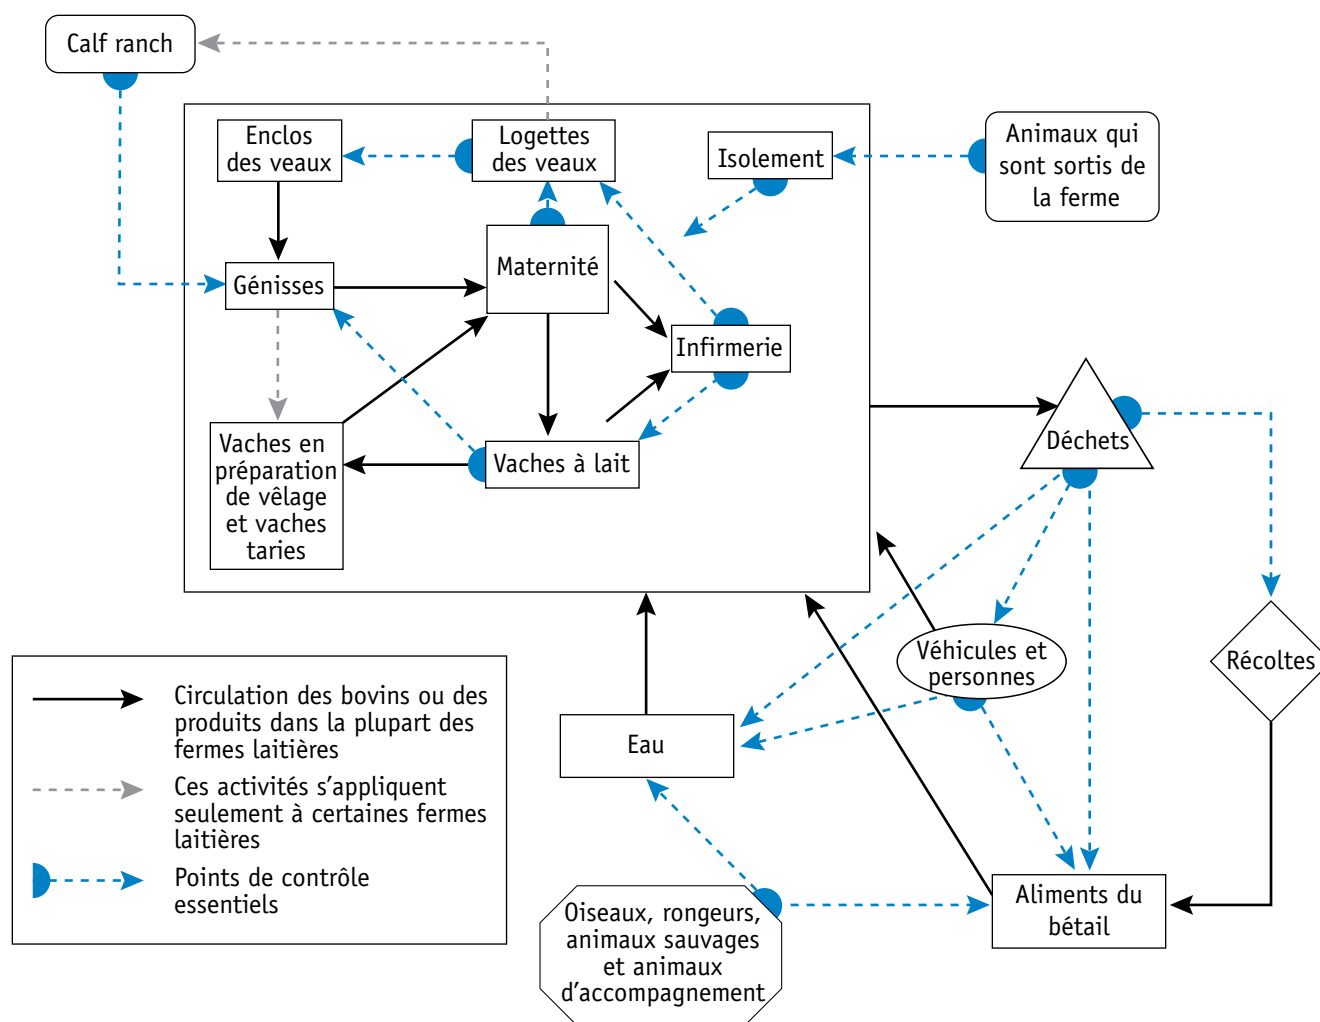 Calf ranch
Enclos
des veaux
Logettes
des veaux
Isolement
Animaux qui
sont sortis de
la ferme
Génisses
Maternité
Infirmerie
Vaches en
préparation
de vêlage
et vaches
taries
Vaches à lait
Déchets
Véhicules et
personnes
Récoltes
Eau
Aliments du
bétail
Oiseaux, rongeurs,
animaux sauvages
et animaux
d'accompagnement
Circulation des bovins ou des
produits dans la plupart des
fermes laitières
Ces activités s'appliquent
seulement à certaines fermes
laitières
Points de contrôle
essentiels